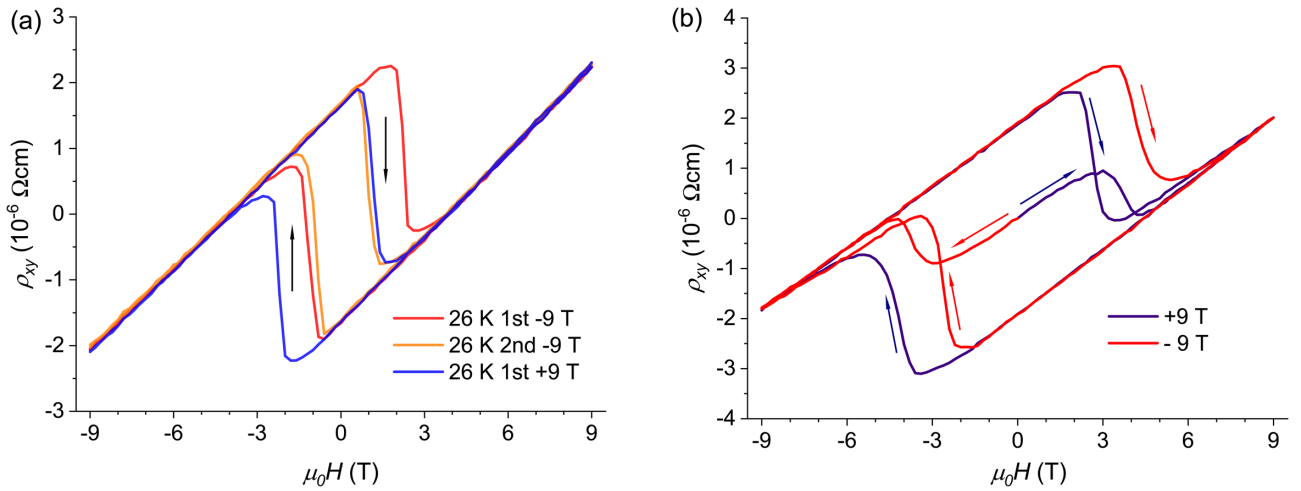 (a)
3
2
1
0
-1
-2
-3
ρxy (10⁻⁶ Ωcm)
-9 -6 -3 0 3 6 9
μ₀H (T)
26 K 1st -9 T
26 K 2nd -9 T
26 K 1st +9 T
(b)
4
3
2
1
0
-1
-2
-3
-4
ρxy (10⁻⁶ Ωcm)
-9 -6 -3 0 3 6 9
μ₀H (T)
+9 T
- 9 T